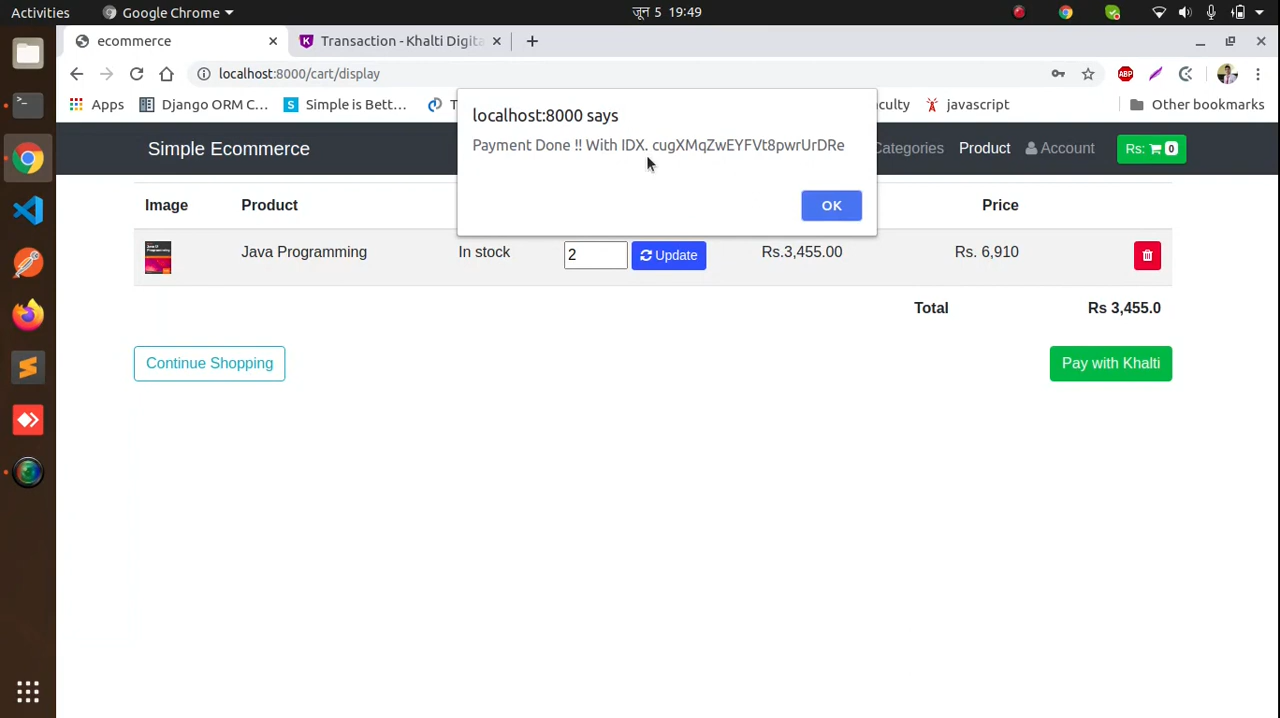 Activities Google Chrome जून 5 19:49
ecommerce Transaction - Khalti Digita
localhost:8000/cart/display ABP
Apps Django ORM C... Simple is Bett... T culty javascript Other bookmarks
localhost:8000 says
Payment Done !! With IDX. cugXMqZwEYFVt8pwrUrDRe
OK
Simple Ecommerce Categories Product Account Rs: 0
Image Product Price
Java Programming In stock 2 Update Rs.3,455.00 Rs. 6,910
Total Rs 3,455.0
Continue Shopping Pay with Khalti